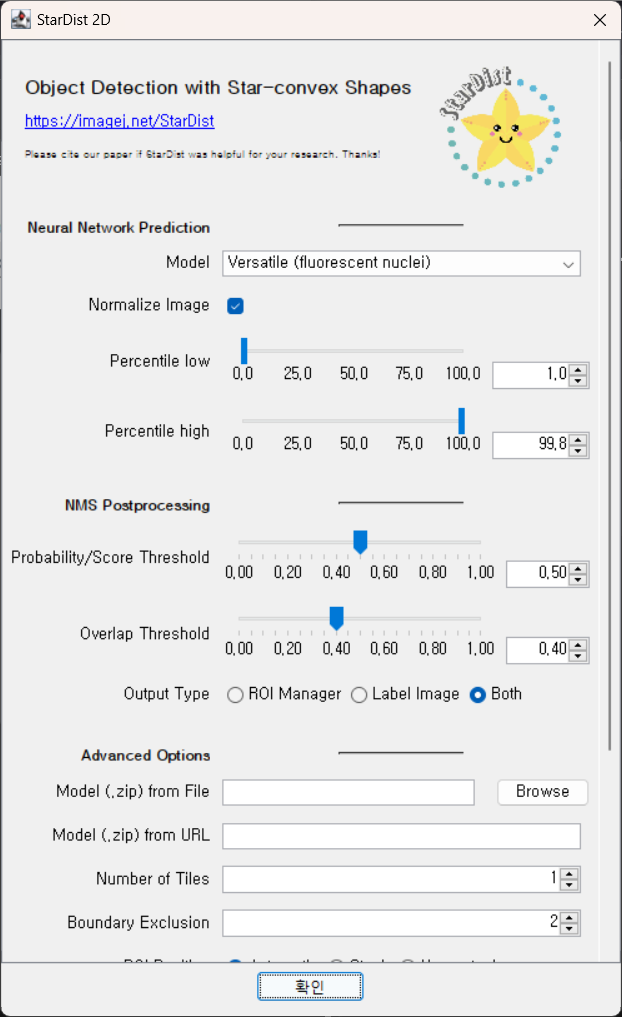 StarDist 2D
Object Detection with Star-convex Shapes
StarDist
https://imagej.net/StarDist
Please cite our paper if StarDist was helpful for your research. Thanks!
Neural Network Prediction
Model Versatile (fluorescent nuclei)
Normalize Image
Percentile low 0,0 25,0 50,0 75,0 100,0 1,0
Percentile high 0,0 25,0 50,0 75,0 100,0 99,8
NMS Postprocessing
Probability/Score Threshold 0,00 0,20 0,40 0,60 0,80 1,00 0,50
Overlap Threshold 0,00 0,20 0,40 0,60 0,80 1,00 0,40
Output Type ROI Manager Label Image Both
Advanced Options
Model (,zip) from File Browse
Model (,zip) from URL
Number of Tiles 1
Boundary Exclusion 2
확인